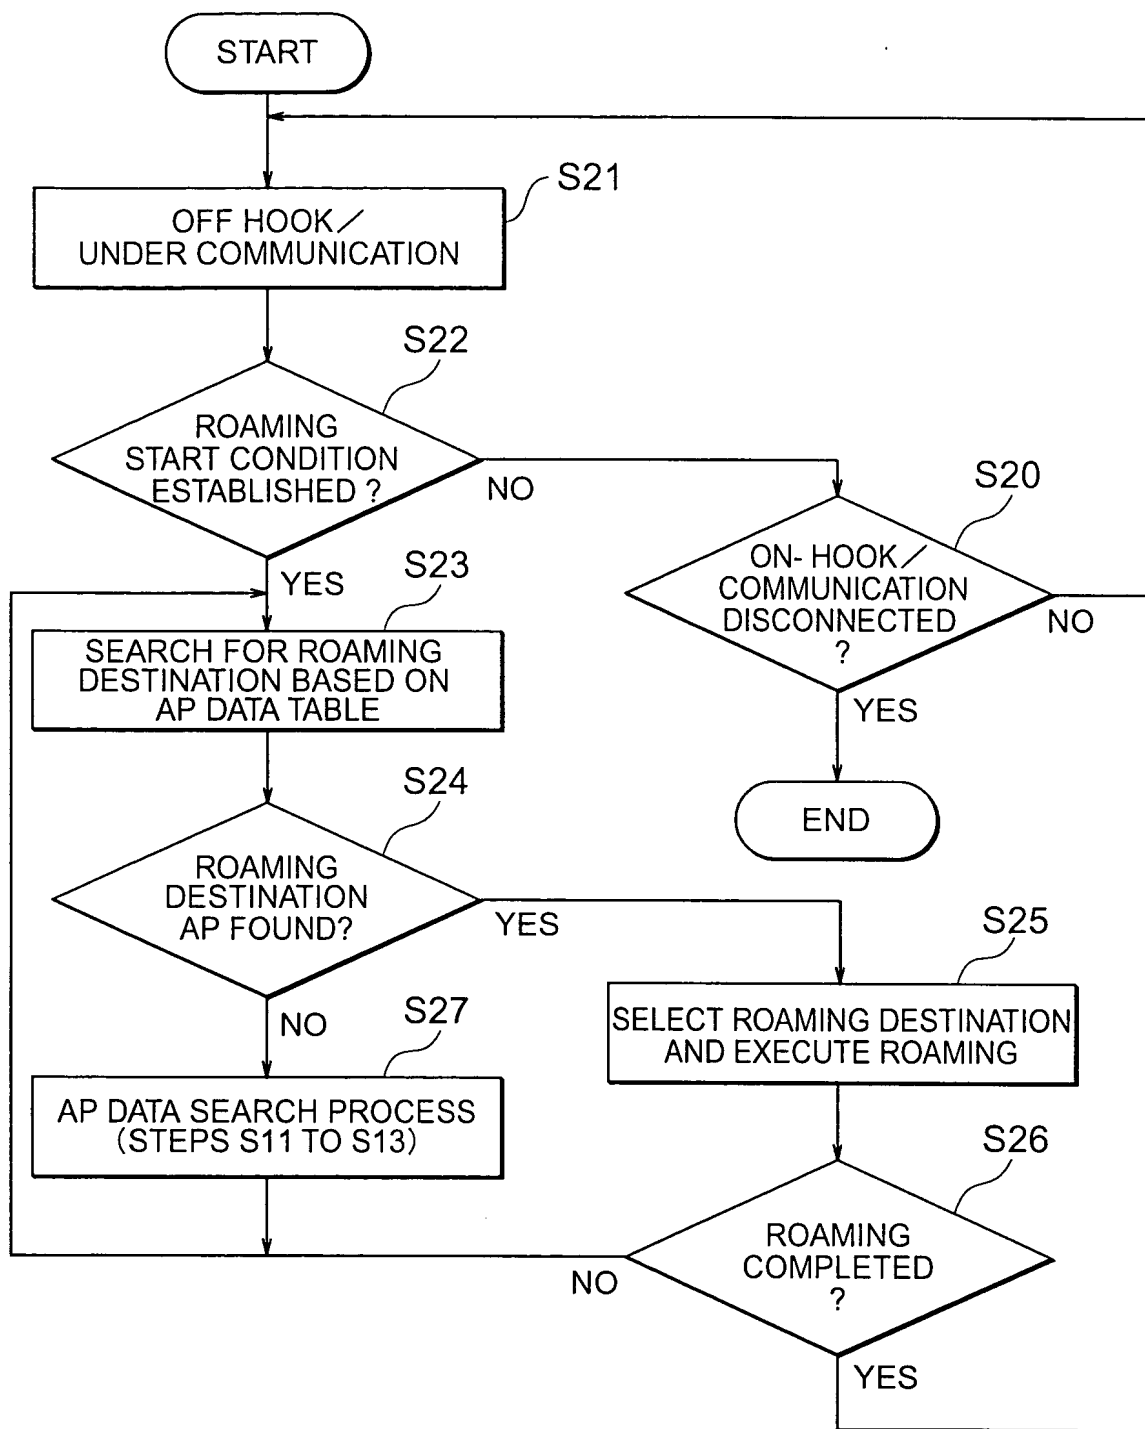 START
S21
OFF HOOK／
UNDER COMMUNICATION
S22
ROAMING
START CONDITION
ESTABLISHED ?
NO
YES
S20
ON- HOOK／
COMMUNICATION
DISCONNECTED
?
NO
YES
END
S23
SEARCH FOR ROAMING
DESTINATION BASED ON
AP DATA TABLE
S24
ROAMING
DESTINATION
AP FOUND?
YES
NO
S25
SELECT ROAMING DESTINATION
AND EXECUTE ROAMING
S27
AP DATA SEARCH PROCESS
(STEPS S11 TO S13)
S26
ROAMING
COMPLETED
?
NO
YES